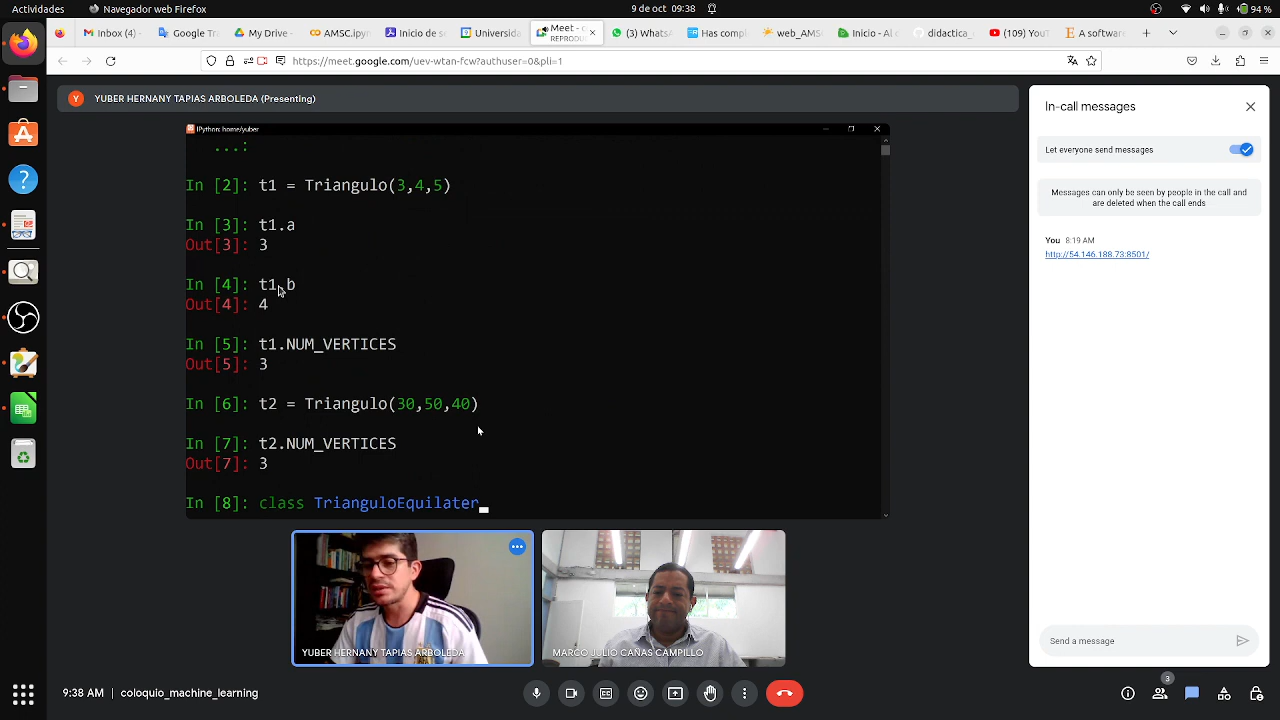 Actividades
Navegador web Firefox
9 de oct 09:38
94 %
Inbox (4) -
Google Tra
My Drive -
AMSC.ipyn
Inicio de se
Universida
Meet -
REPRODU
(3) WhatsA
Has compl
web_AMS
Inicio - Al
didactica_
(109) YouT
A software
https://meet.google.com/uev-wtan-fcw?authuser=0&pli=1
Y
YUBER HERNANY TAPIAS ARBOLEDA (Presenting)
IPython: home/yuber
...:
In [2]: t1 = Triangulo(3,4,5)
In [3]: t1.a
Out[3]: 3
In [4]: t1.b
Out[4]: 4
In [5]: t1.NUM_VERTICES
Out[5]: 3
In [6]: t2 = Triangulo(30,50,40)
In [7]: t2.NUM_VERTICES
Out[7]: 3
In [8]: class TrianguloEquilater
YUBER HERNANY TAPIAS ARBOLEDA
MARCO JULIO CAÑAS CAMPILLO
In-call messages
Let everyone send messages
Messages can only be seen by people in the call and
are deleted when the call ends
You 8:19 AM
http://54.146.188.73:8501/
Send a message
9:38 AM
coloquio_machine_learning
3